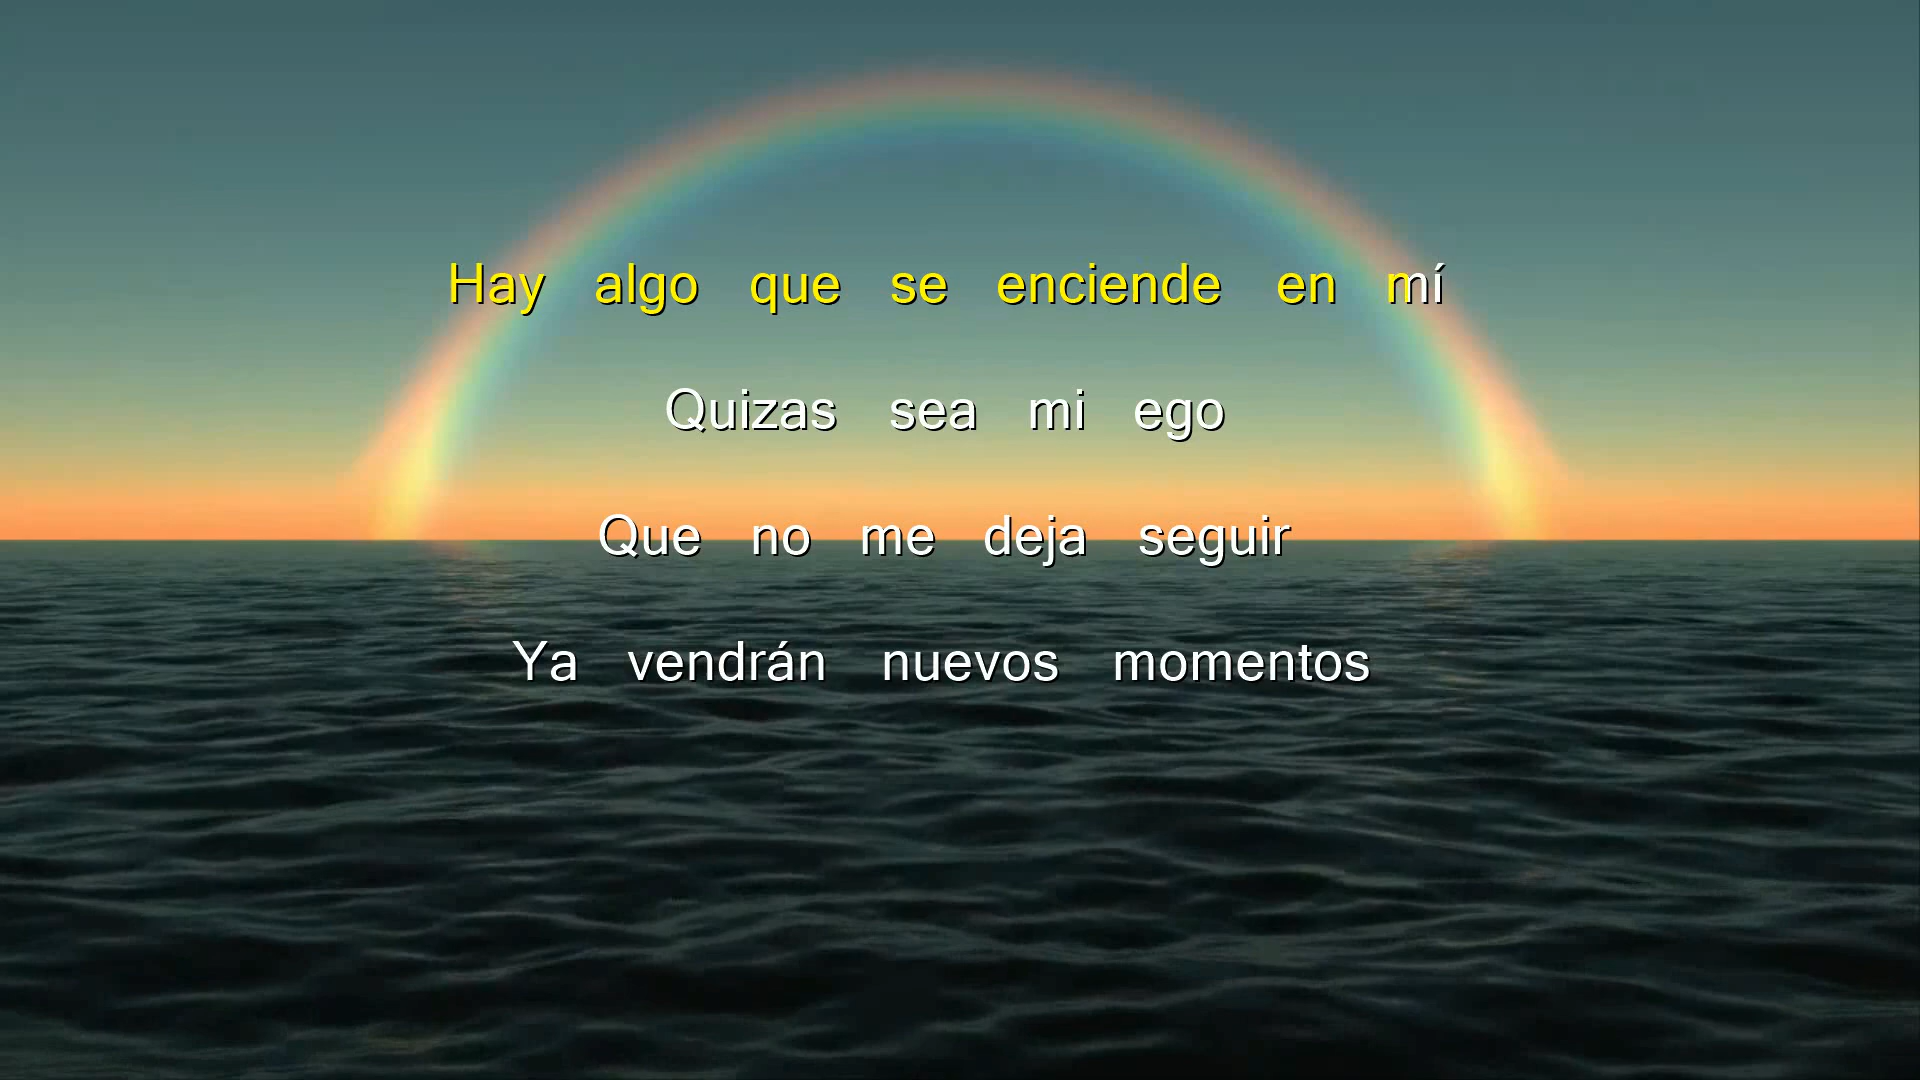 Hay algo que se enciende en mí
Quizas sea mi ego
Que no me deja seguir
Ya vendrán nuevos momentos